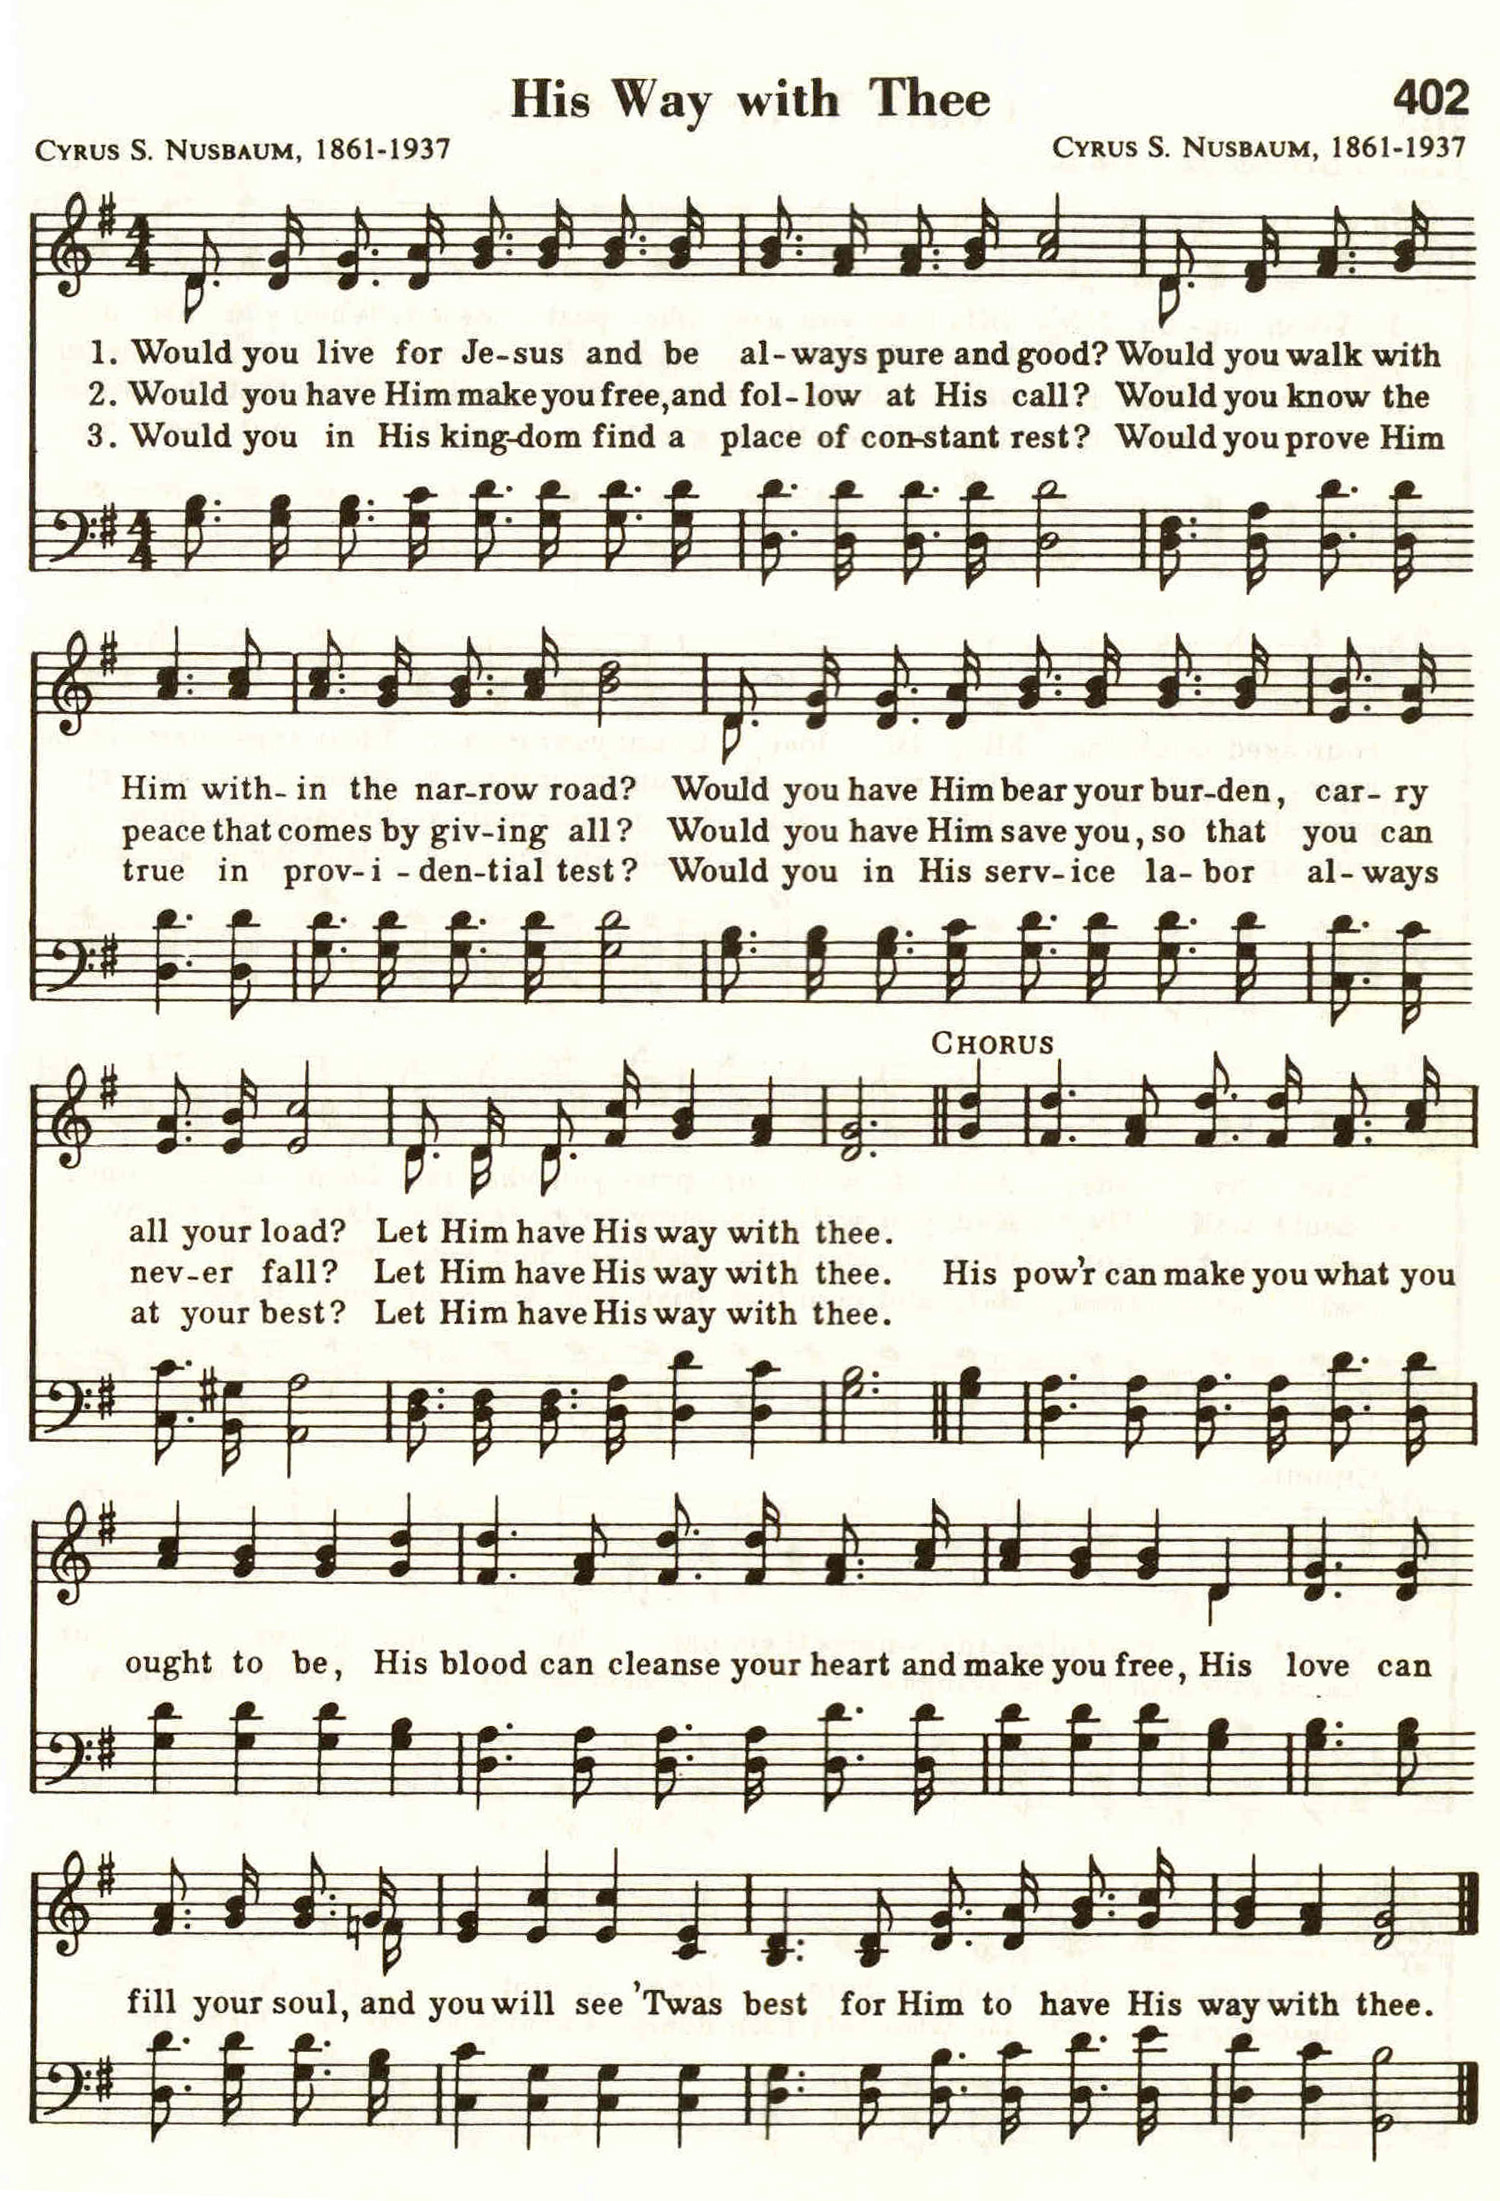 His Way with Thee 402
CYRUS S. NUSBAUM, 1861-1937 CYRUS S. NUSBAUM, 1861-1937
4 4
1. Would you live for Je-sus and be al-ways pure and good? Would you walk with
2. Would you have Him make you free, and fol-low at His call? Would you know the
3. Would you in His king-dom find a place of con-stant rest? Would you prove Him
4 4
Him with-in the nar-row road? Would you have Him bear your bur-den, car-ry
peace that comes by giv-ing all? Would you have Him save you, so that you can
true in prov-i-den-tial test? Would you in His serv-ice la-bor al-ways
CHORUS
all your load? Let Him have His way with thee.
nev-er fall? Let Him have His way with thee. His pow'r can make you what you
at your best? Let Him have His way with thee.
ought to be, His blood can cleanse your heart and make you free, His love can
fill your soul, and you will see 'Twas best for Him to have His way with thee.